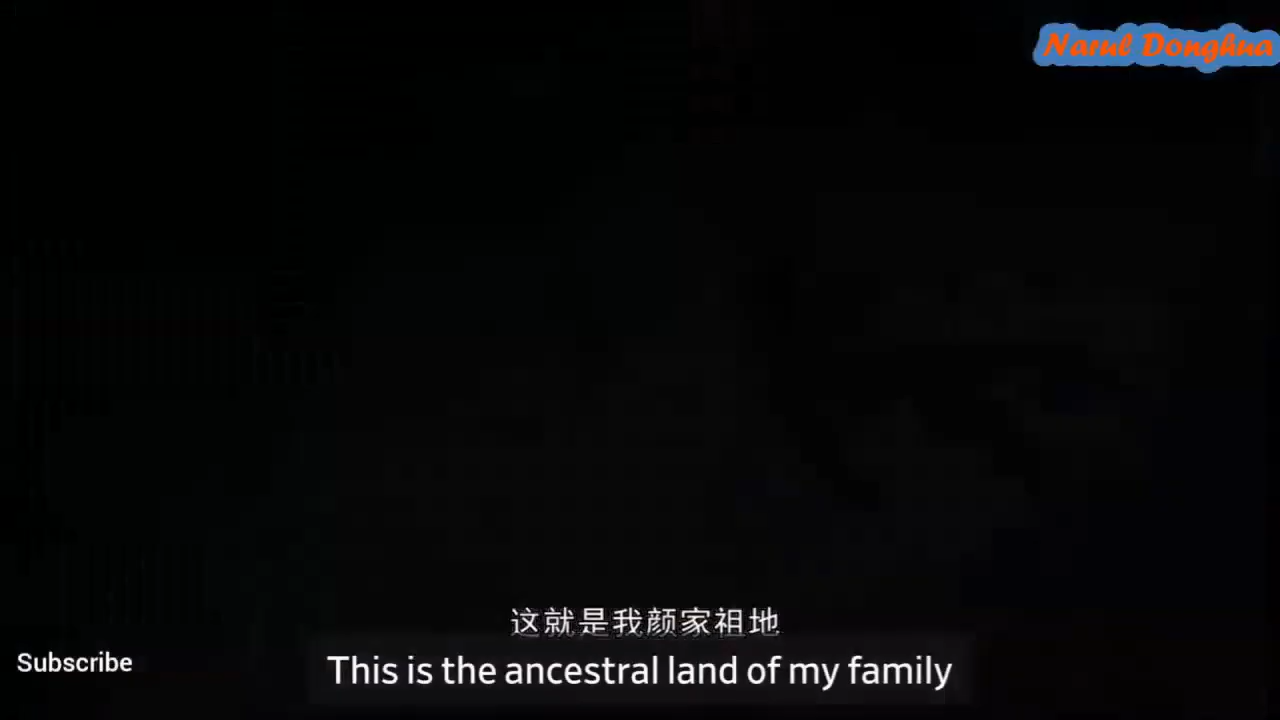 Narul Donghua
这就是我颜家祖地
Subscribe
This is the ancestral land of my family